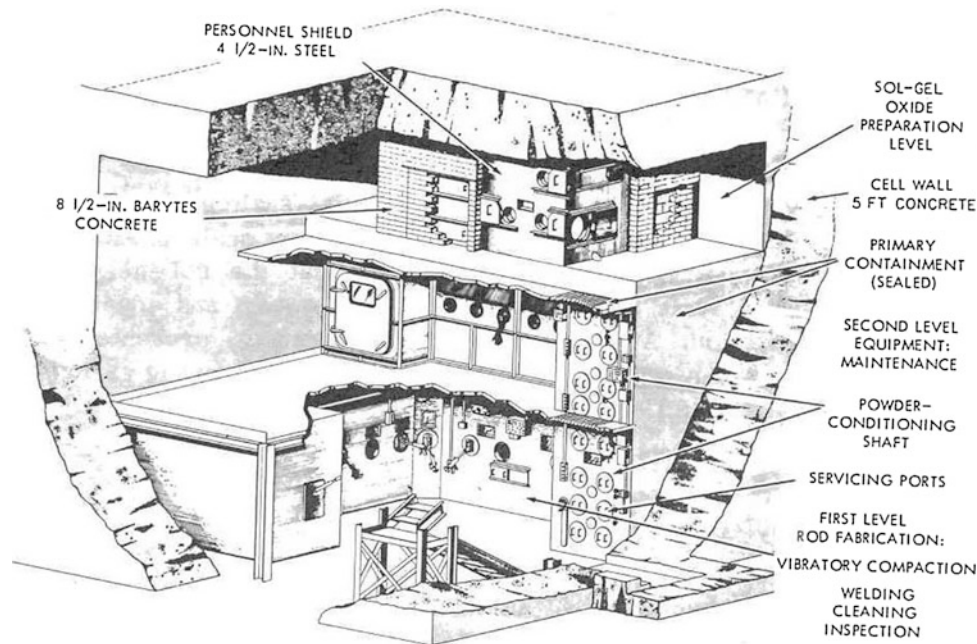 PERSONNEL SHIELD
4 1/2-IN. STEEL
8 1/2-IN. BARYTES
CONCRETE
SOL-GEL
OXIDE
PREPARATION
LEVEL
CELL WALL
5 FT CONCRETE
PRIMARY
CONTAINMENT
(SEALED)
SECOND LEVEL
EQUIPMENT:
MAINTENANCE
POWDER-
CONDITIONING
SHAFT
SERVICING PORTS
FIRST LEVEL
ROD FABRICATION:
VIBRATORY COMPACTION
WELDING
CLEANING
INSPECTION